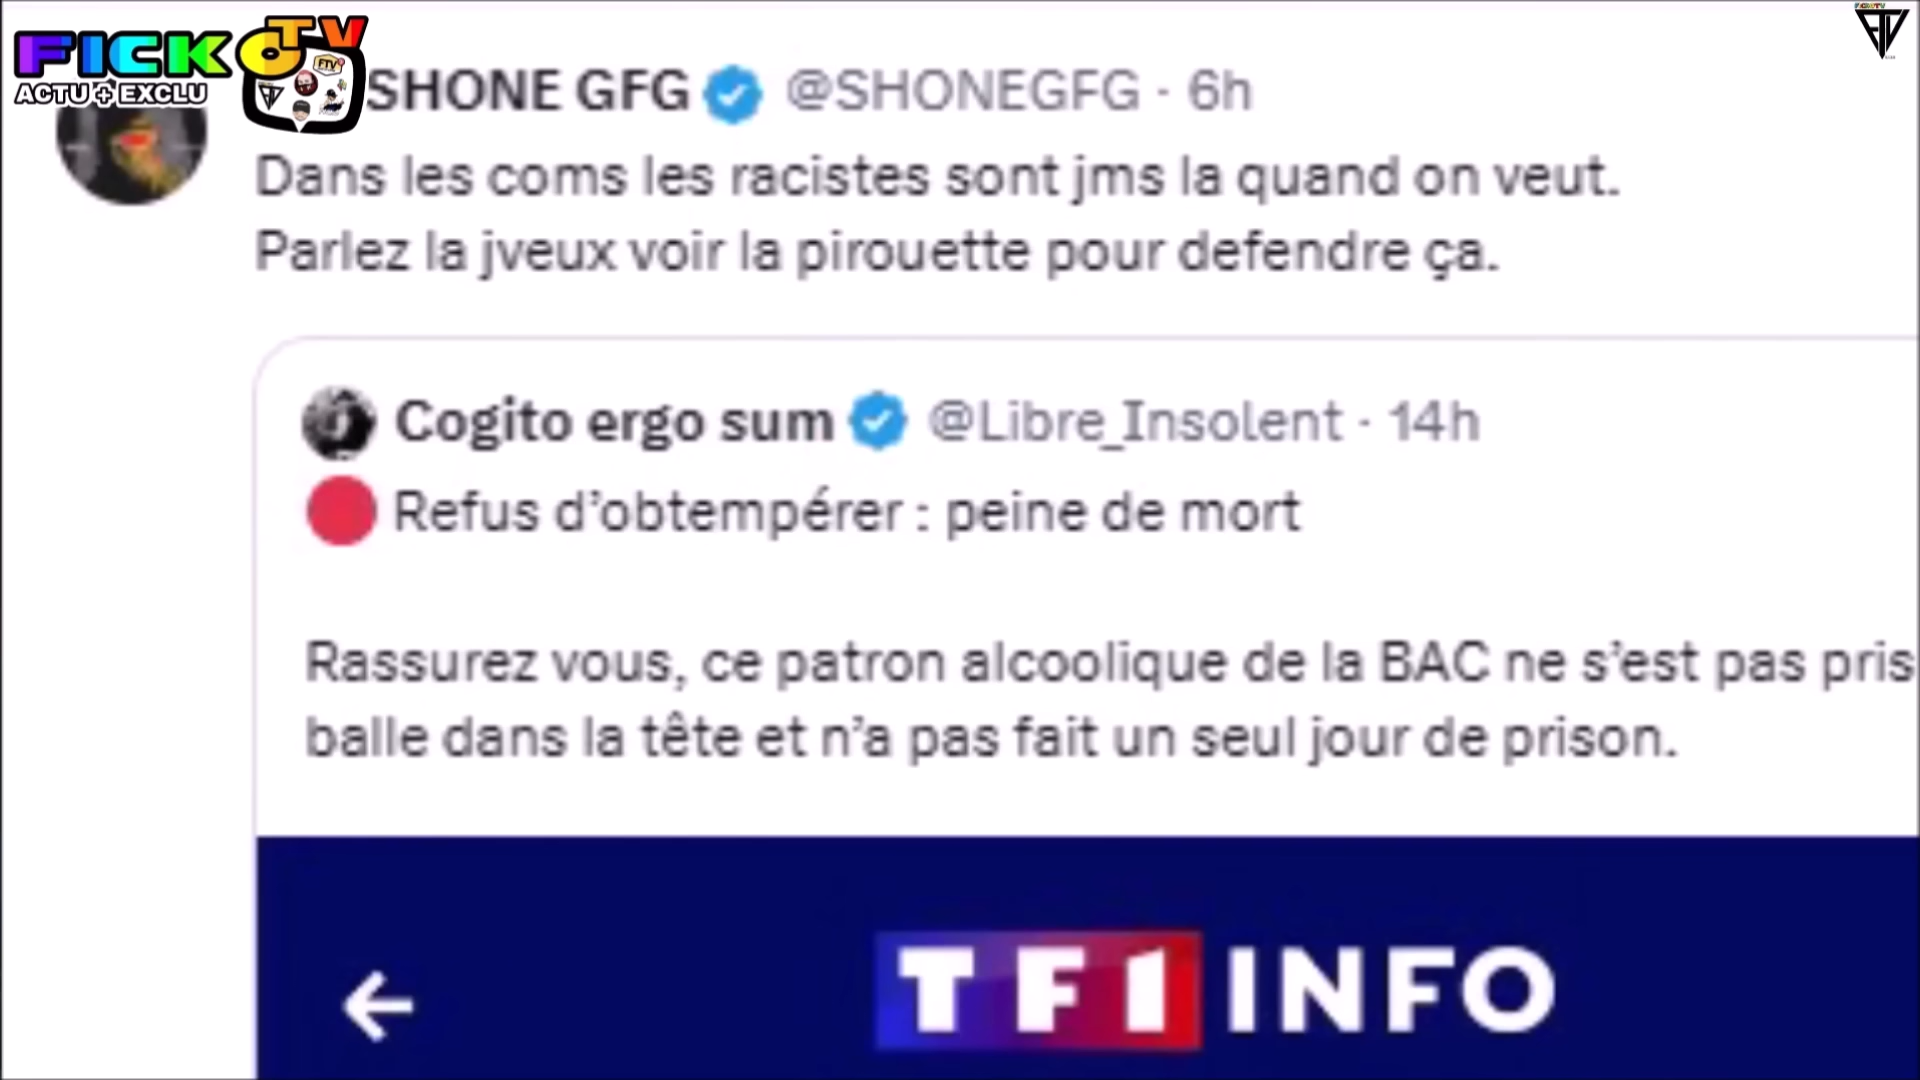 FICKOTV
ACTU + EXCLU
SHONE GFG @SHONEGFG · 6h
Dans les coms les racistes sont jms la quand on veut.
Parlez la jveux voir la pirouette pour defendre ça.
Cogito ergo sum @Libre_Insolent · 14h
Refus d’obtempérer : peine de mort
Rassurez vous, ce patron alcoolique de la BAC ne s’est pas pris
balle dans la tête et n’a pas fait un seul jour de prison.
TF1 INFO